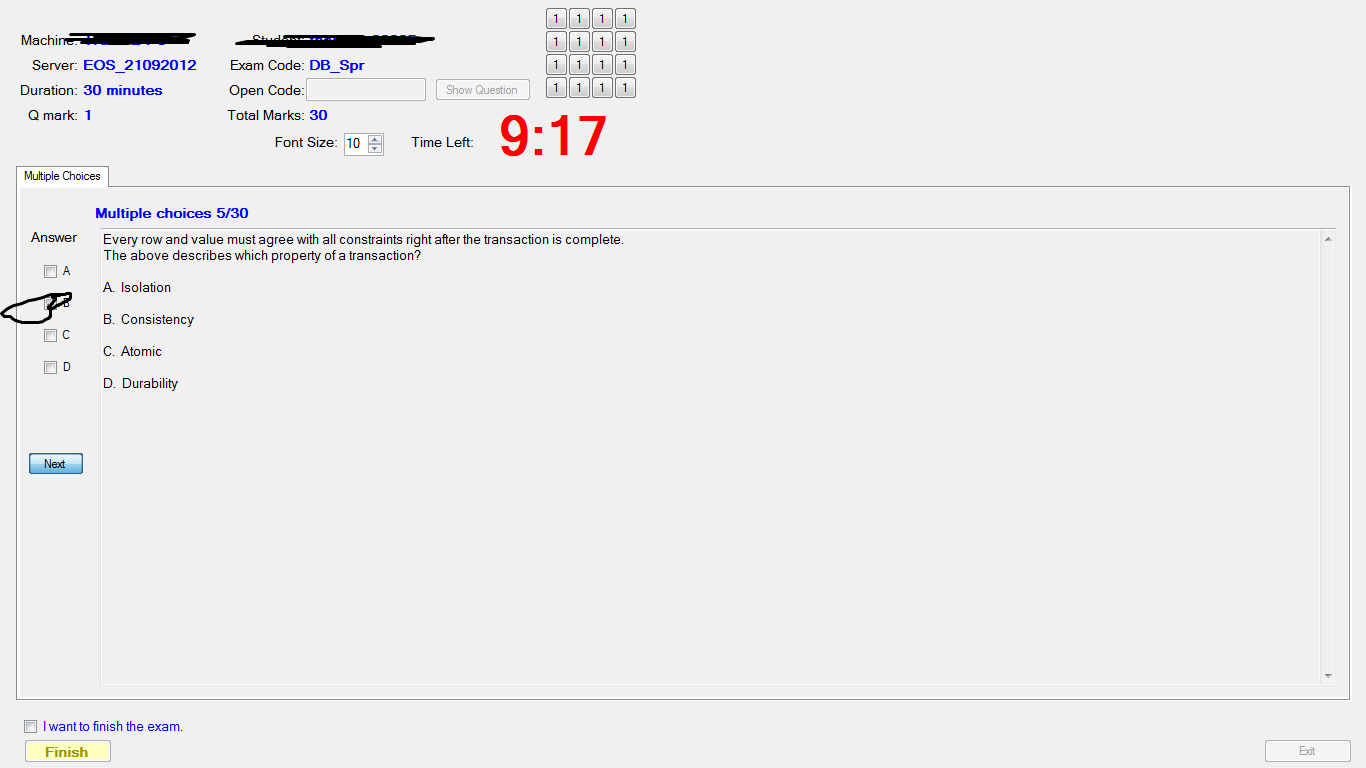 Machine:
Server: EOS_21092012 Exam Code: DB_Spr
Duration: 30 minutes Open Code: Show Question
Q mark: 1 Total Marks: 30
Font Size: 10 Time Left: 9:17
1 1 1 1
1 1 1 1
1 1 1 1
1 1 1 1
Multiple Choices
Multiple choices 5/30
Answer
A
B
C
D
Every row and value must agree with all constraints right after the transaction is complete.
The above describes which property of a transaction?
A. Isolation
B. Consistency
C. Atomic
D. Durability
Next
I want to finish the exam.
Finish
Exit